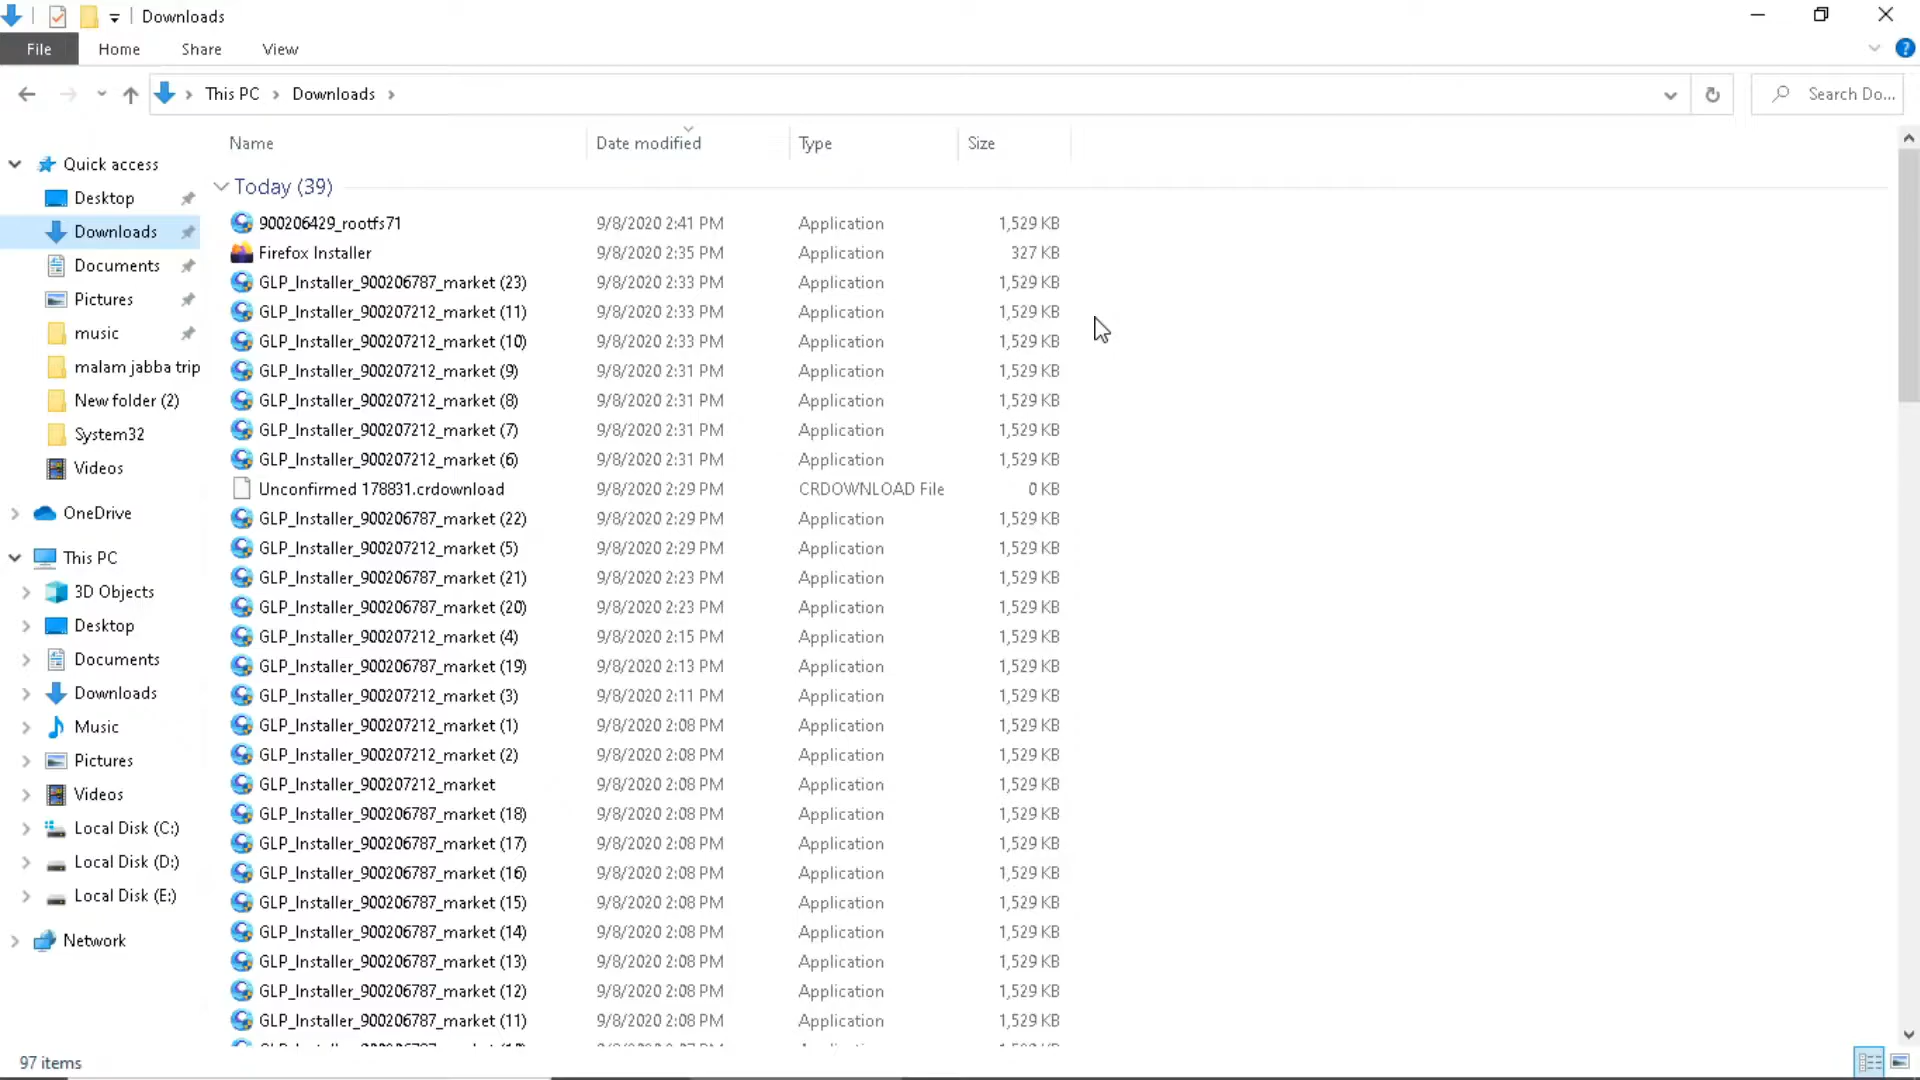 Downloads
File Home Share View
This PC Downloads Search Do...
Name Date modified Type Size
Quick access
Desktop
Downloads
Documents
Pictures
music
malam jabba trip
New folder (2)
System32
Videos
OneDrive
This PC
3D Objects
Desktop
Documents
Downloads
Music
Pictures
Videos
Local Disk (C:)
Local Disk (D:)
Local Disk (E:)
Network
Today (39)
900206429_rootfs71 9/8/2020 2:41 PM Application 1,529 KB
Firefox Installer 9/8/2020 2:35 PM Application 327 KB
GLP_Installer_900206787_market (23) 9/8/2020 2:33 PM Application 1,529 KB
GLP_Installer_900207212_market (11) 9/8/2020 2:33 PM Application 1,529 KB
GLP_Installer_900207212_market (10) 9/8/2020 2:33 PM Application 1,529 KB
GLP_Installer_900207212_market (9) 9/8/2020 2:31 PM Application 1,529 KB
GLP_Installer_900207212_market (8) 9/8/2020 2:31 PM Application 1,529 KB
GLP_Installer_900207212_market (7) 9/8/2020 2:31 PM Application 1,529 KB
GLP_Installer_900207212_market (6) 9/8/2020 2:31 PM Application 1,529 KB
Unconfirmed 178831.crdownload 9/8/2020 2:29 PM CRDOWNLOAD File 0 KB
GLP_Installer_900206787_market (22) 9/8/2020 2:29 PM Application 1,529 KB
GLP_Installer_900207212_market (5) 9/8/2020 2:29 PM Application 1,529 KB
GLP_Installer_900206787_market (21) 9/8/2020 2:23 PM Application 1,529 KB
GLP_Installer_900206787_market (20) 9/8/2020 2:23 PM Application 1,529 KB
GLP_Installer_900207212_market (4) 9/8/2020 2:15 PM Application 1,529 KB
GLP_Installer_900206787_market (19) 9/8/2020 2:13 PM Application 1,529 KB
GLP_Installer_900207212_market (3) 9/8/2020 2:11 PM Application 1,529 KB
GLP_Installer_900207212_market (1) 9/8/2020 2:08 PM Application 1,529 KB
GLP_Installer_900207212_market (2) 9/8/2020 2:08 PM Application 1,529 KB
GLP_Installer_900207212_market 9/8/2020 2:08 PM Application 1,529 KB
GLP_Installer_900206787_market (18) 9/8/2020 2:08 PM Application 1,529 KB
GLP_Installer_900206787_market (17) 9/8/2020 2:08 PM Application 1,529 KB
GLP_Installer_900206787_market (16) 9/8/2020 2:08 PM Application 1,529 KB
GLP_Installer_900206787_market (15) 9/8/2020 2:08 PM Application 1,529 KB
GLP_Installer_900206787_market (14) 9/8/2020 2:08 PM Application 1,529 KB
GLP_Installer_900206787_market (13) 9/8/2020 2:08 PM Application 1,529 KB
GLP_Installer_900206787_market (12) 9/8/2020 2:08 PM Application 1,529 KB
GLP_Installer_900206787_market (11) 9/8/2020 2:08 PM Application 1,529 KB
97 items